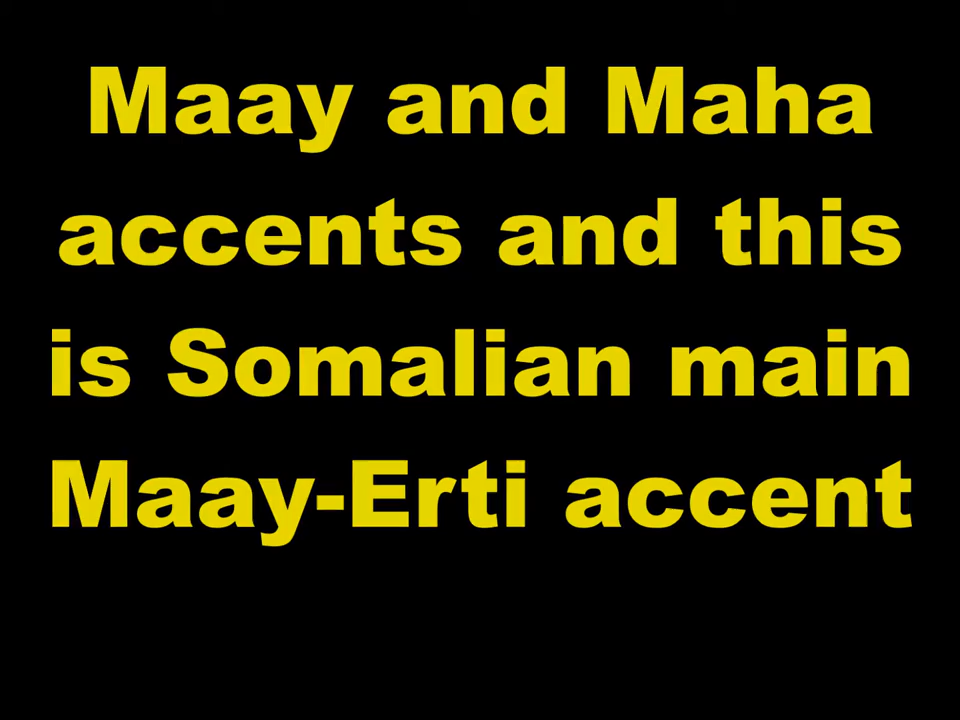 Maay and Maha
accents and this
is Somalian main
Maay-Erti accent